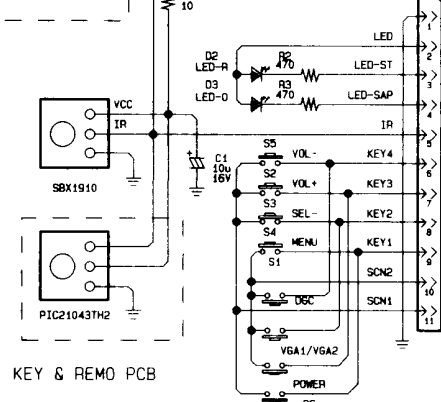 10
LED
D2
LED-R
R2
470
LED-ST
D3
LED-O
R3
470
LED-SAP
VCC
IR
IR
SBX1910
C1
10u
16V
S5
VOL-
KEY4
S2
VOL+
KEY3
S3
SEL-
KEY2
S4
MENU
KEY1
S1
SCN2
DGC
SCN1
VGA1/VGA2
POWER
PIC21043TH2
KEY & REMO PCB
1
2
3
4
5
6
7
8
9
10
11